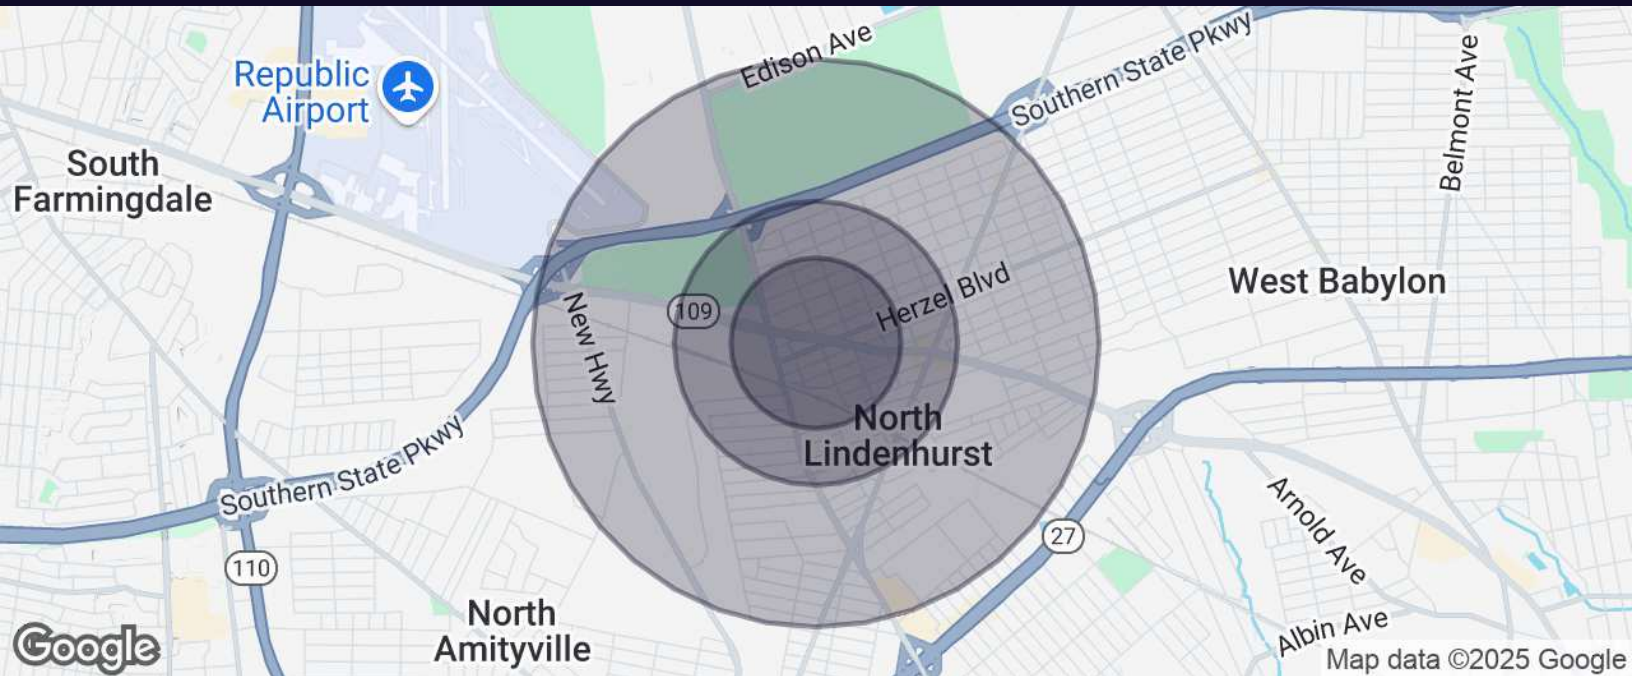 Edison Ave
Southern State Pkwy
Belmont Ave
Republic
Airport
South
Farmingdale
109
Herzel Blvd
West Babylon
New Hwy
North
Lindenhurst
Southern State Pkwy
27
Arnold Ave
110
North
Amityville
Albin Ave
Google
Map data ©2025 Google